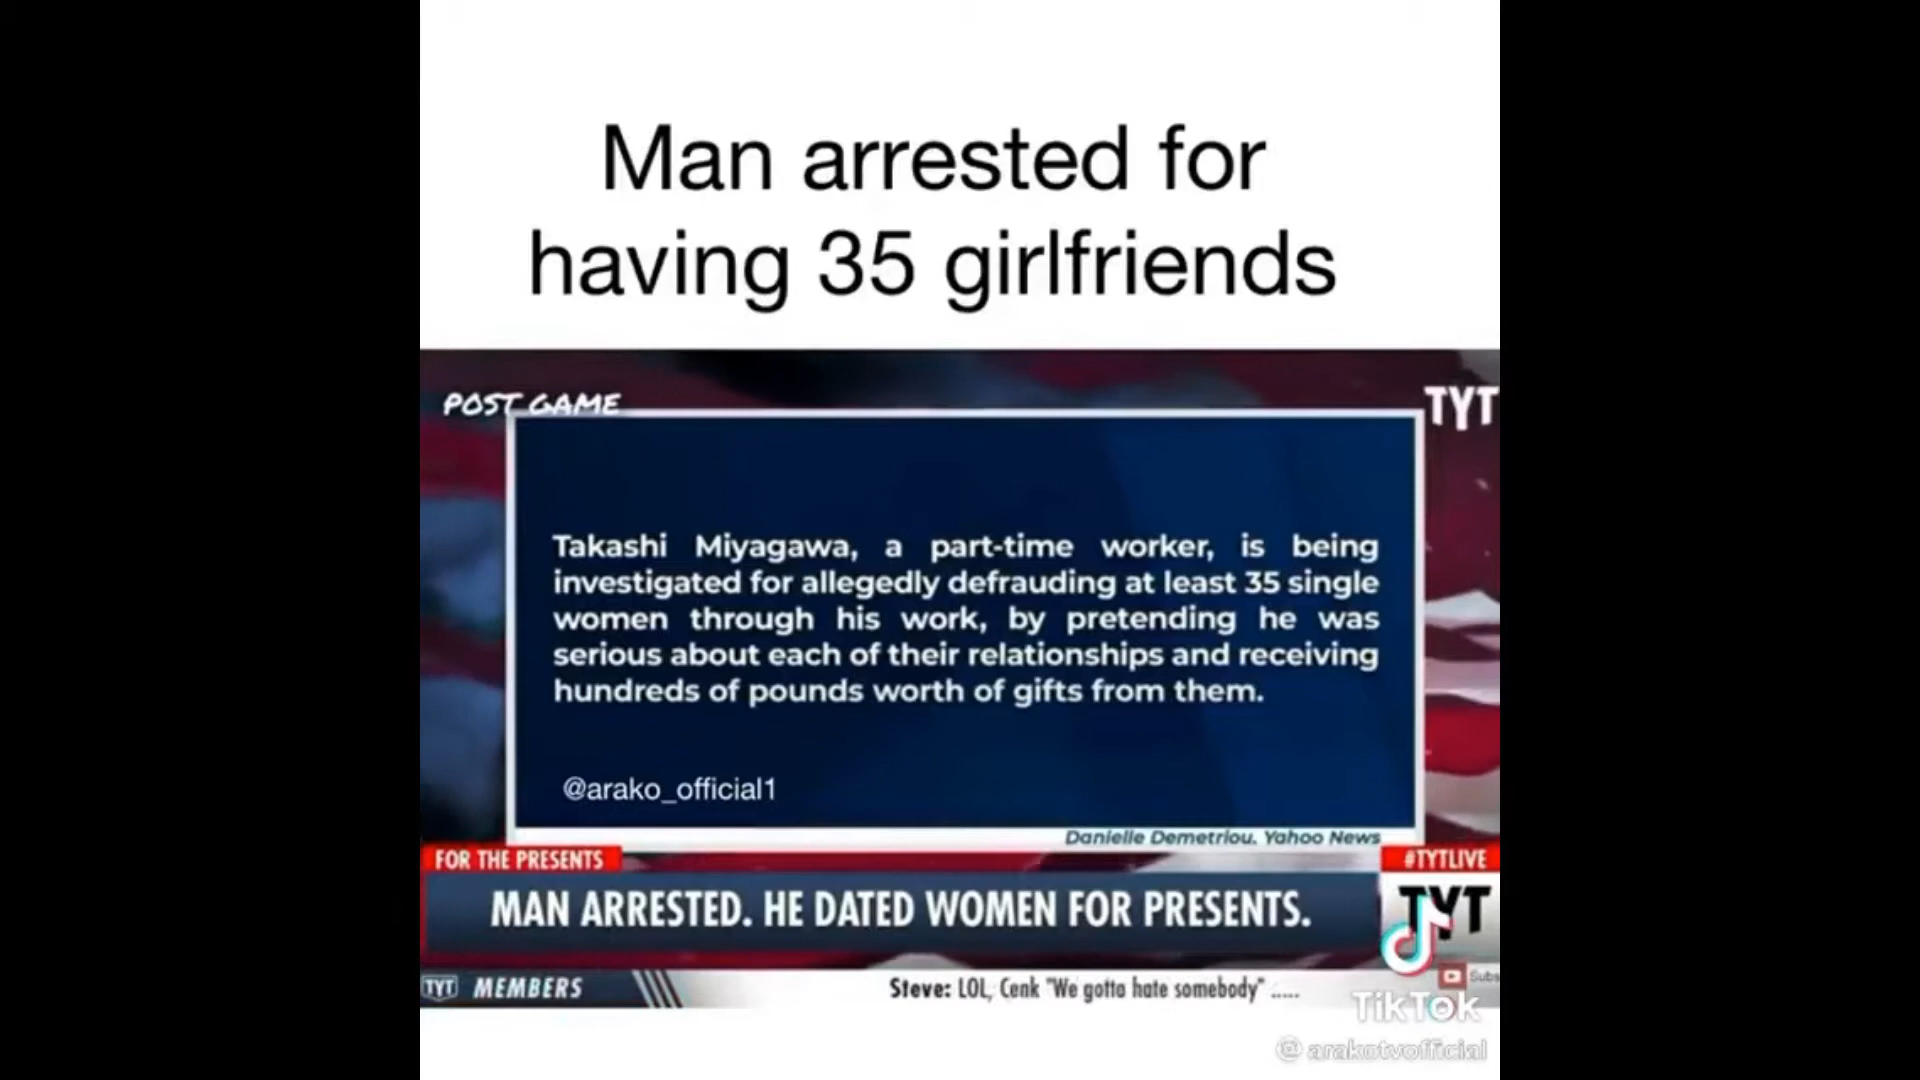 Man arrested for
having 35 girlfriends
POST GAME
TYT
Takashi Miyagawa, a part-time worker, is being
investigated for allegedly defrauding at least 35 single
women through his work, by pretending he was
serious about each of their relationships and receiving
hundreds of pounds worth of gifts from them.
@arako_official1
Danielle Demetriou. Yahoo News
FOR THE PRESENTS
#TYTLIVE
MAN ARRESTED. HE DATED WOMEN FOR PRESENTS.
TYT
TYT MEMBERS
Steve: LOL, Cenk "We gotta hate somebody" .....
Subs
TikTok
@arakotvofficial